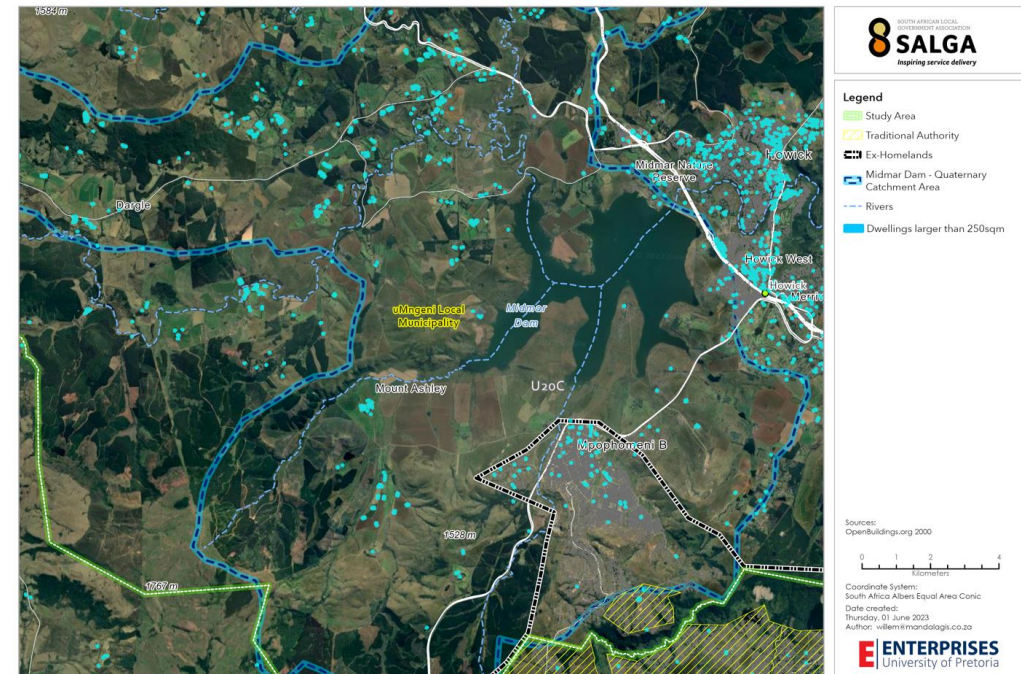 1584 m
Dargle
Midmar Nature
Reserve
Howick
Howick West
Howick
Merriv
uMngeni Local
Municipality
Midmar
Dam
Mount Ashley
U20C
Mpophomeni B
1528 m
1767 m
SOUTH AFRICAN LOCAL
GOVERNMENT ASSOCIATION
SALGA
Inspiring service delivery
Legend
Study Area
Traditional Authority
Ex-Homelands
Midmar Dam - Quaternary
Catchment Area
Rivers
Dwellings larger than 250sqm
Sources:
OpenBuildings.org 2000
0 1 2 4
Kilometers
Coordinate System:
South Africa Albers Equal Area Conic
Date created:
Thursday, 01 June 2023
Author: willem@mandalagis.co.za
E ENTERPRISES
University of Pretoria